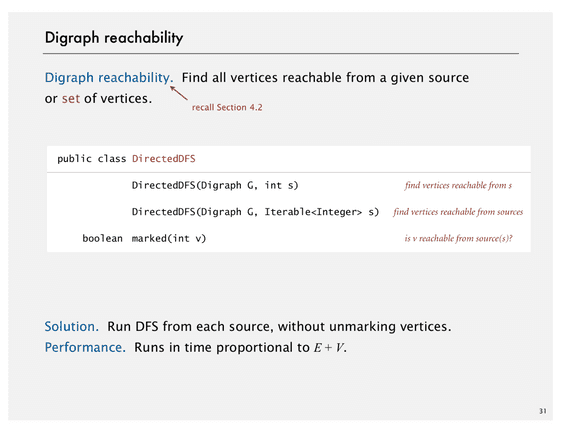 Digraph reachability
Digraph reachability. Find all vertices reachable from a given source
or set of vertices.
recall Section 4.2
public class DirectedDFS
DirectedDFS(Digraph G, int s) find vertices reachable from s
DirectedDFS(Digraph G, Iterable<Integer> s) find vertices reachable from sources
boolean marked(int v) is v reachable from source(s)?
Solution. Run DFS from each source, without unmarking vertices.
Performance. Runs in time proportional to E + V.
31